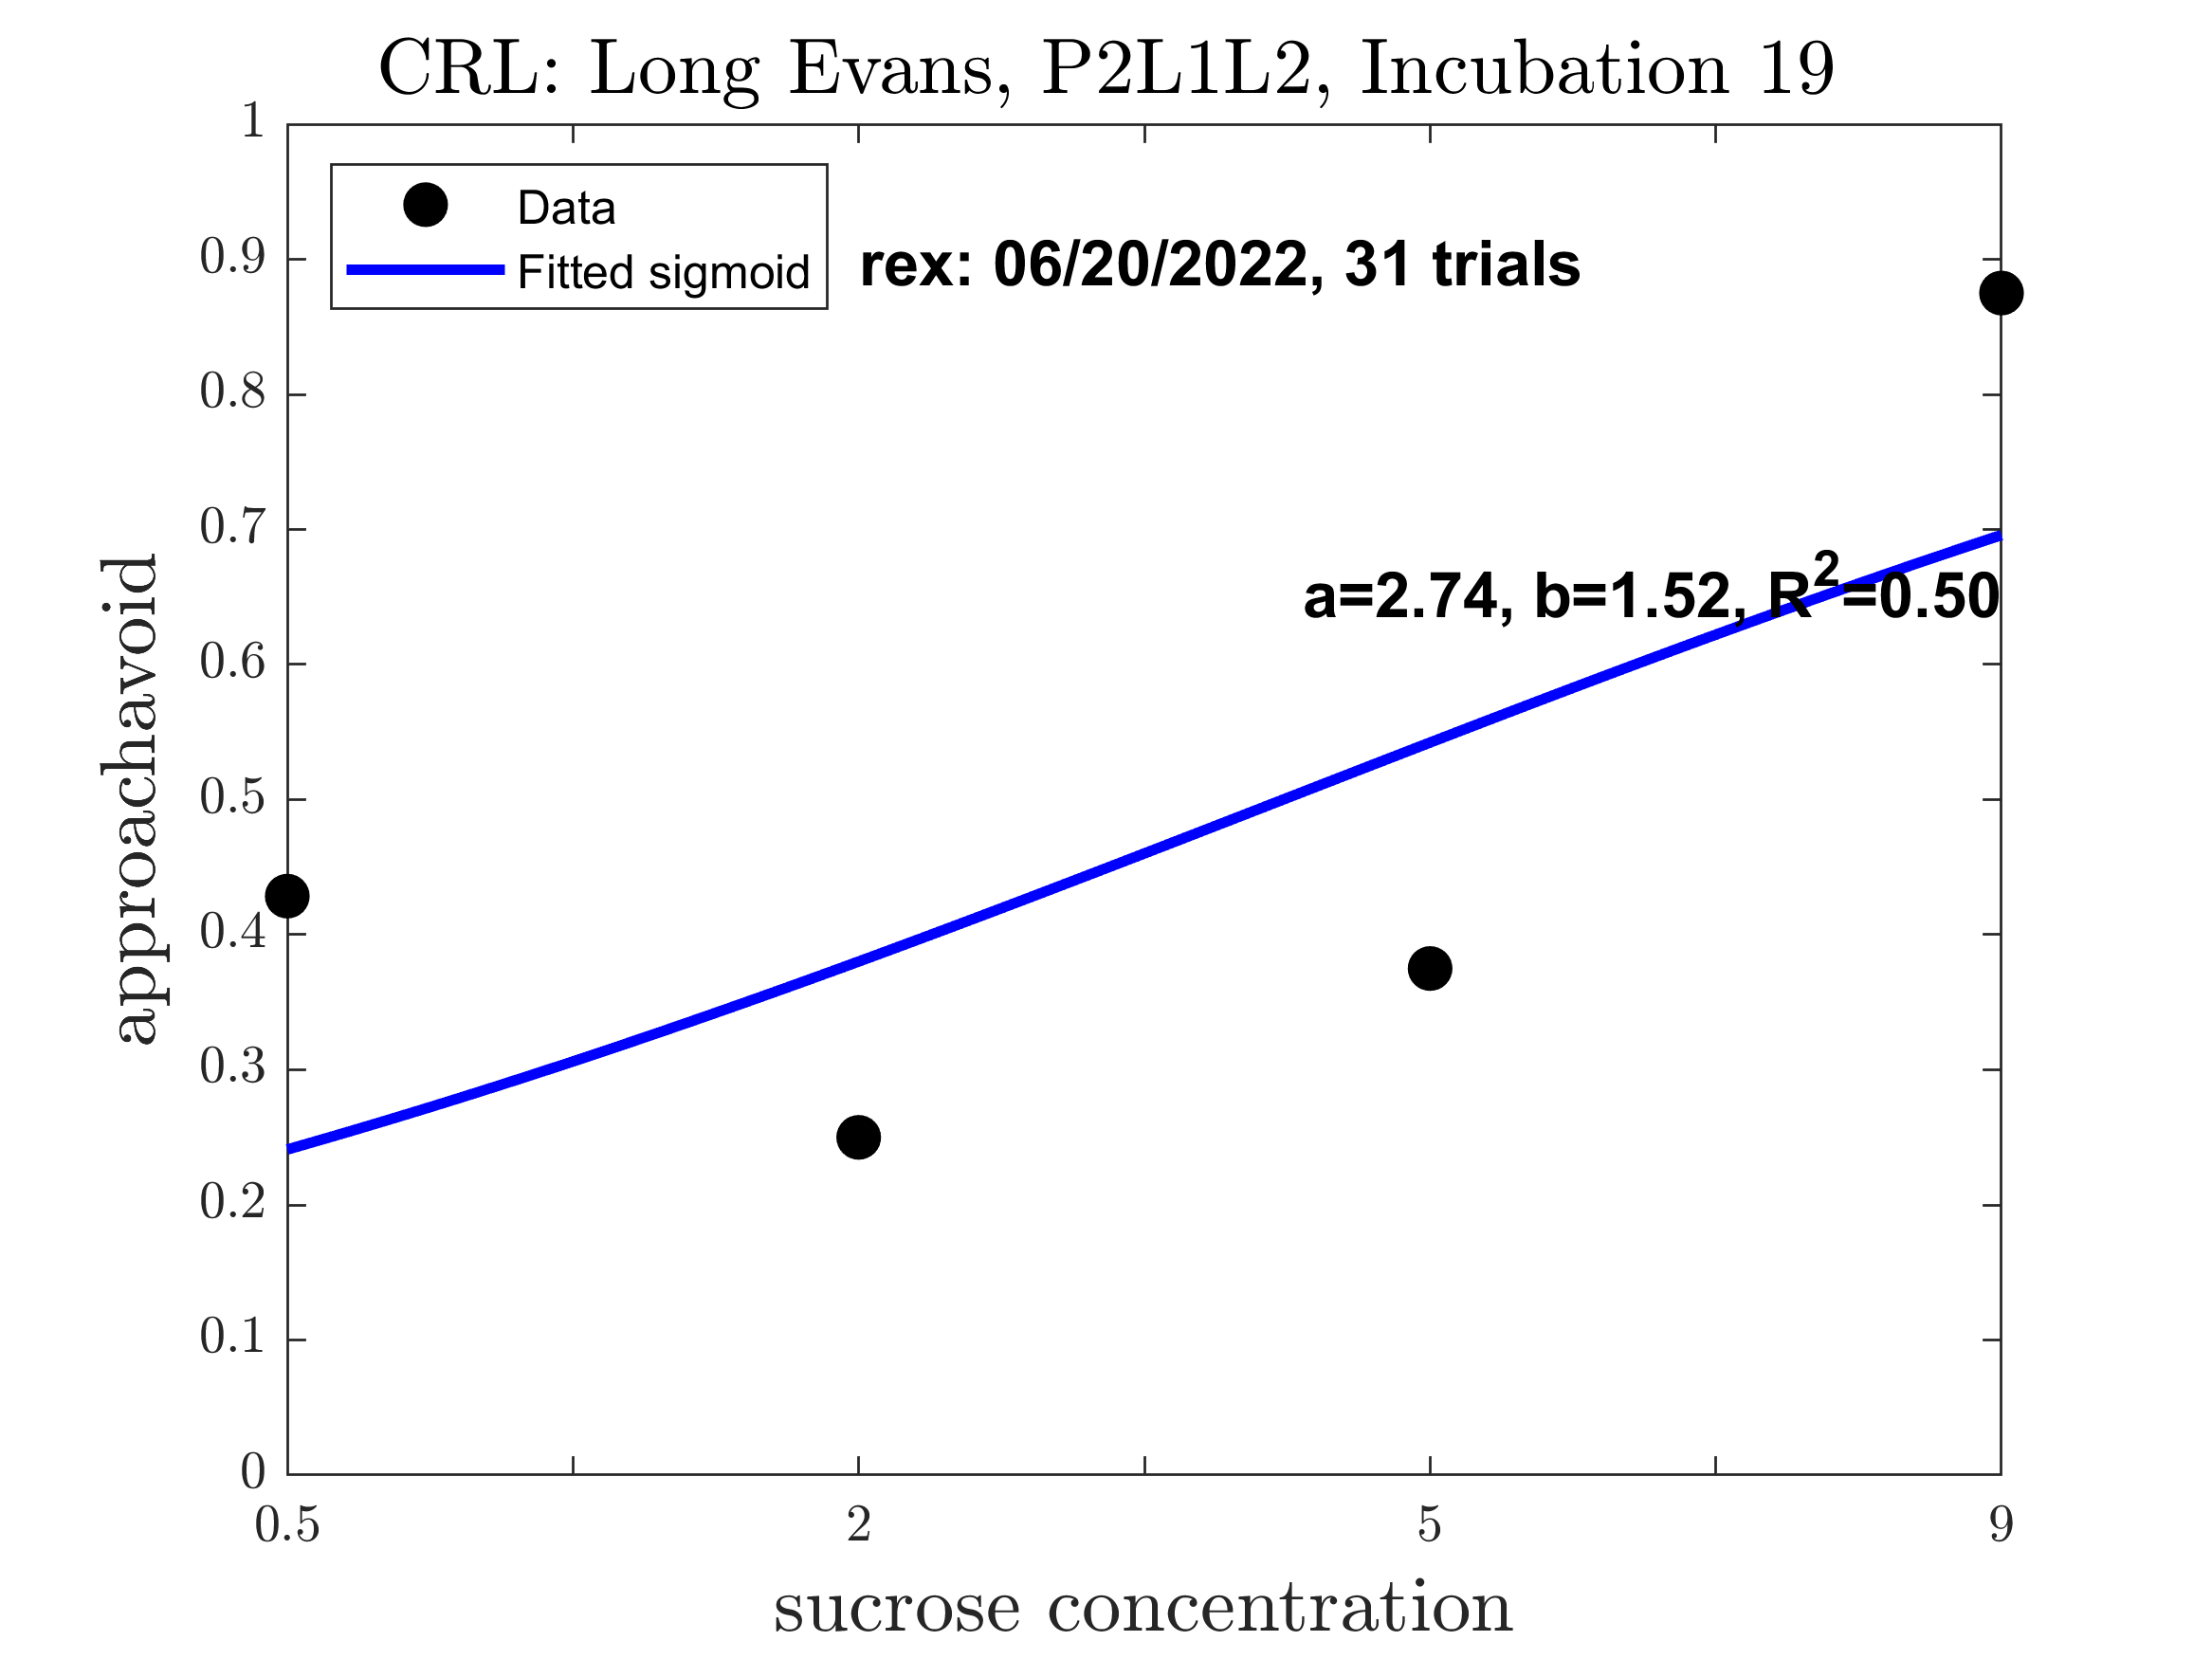 CRL: Long Evans, P2L1L2, Incubation 19
1
Data
Fitted sigmoid
rex: 06/20/2022, 31 trials
0.9
0.8
0.7
a=2.74, b=1.52, R²=0.50
0.6
0.5
0.4
0.3
0.2
0.1
0
approachavoid
0.5 2 5 9
sucrose concentration